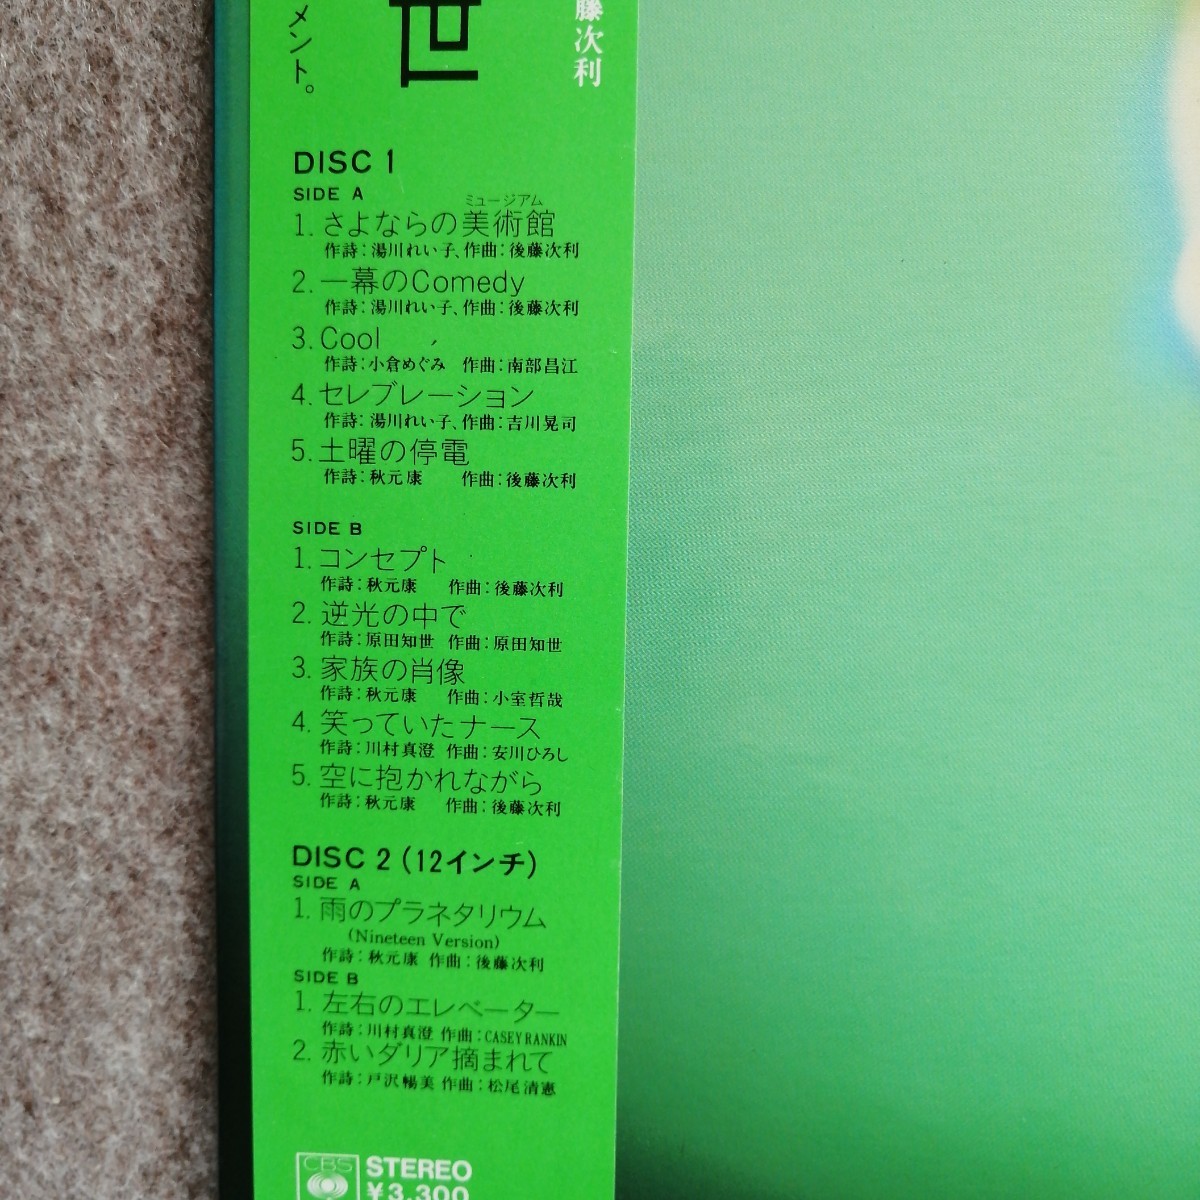 メント。
世
藤次利
DISC 1
SIDE A
ミュージアム
1. さよならの美術館
作詩：湯川れい子、作曲：後藤次利
2. 一幕のComedy
作詩：湯川れい子、作曲：後藤次利
3. Cool
作詩：小倉めぐみ 作曲：南部昌江
4. セレブレーション
作詩：湯川れい子、作曲：吉川晃司
5. 土曜の停電
作詩：秋元康 作曲：後藤次利
SIDE B
1. コンセプト
作詩：秋元康 作曲：後藤次利
2. 逆光の中で
作詩：原田知世 作曲：原田知世
3. 家族の肖像
作詩：秋元康 作曲：小室哲哉
4. 笑っていたナース
作詩：川村真澄 作曲：安川ひろし
5. 空に抱かれながら
作詩：秋元康 作曲：後藤次利
DISC 2 (12インチ)
SIDE A
1. 雨のプラネタリウム
(Nineteen Version)
作詩：秋元康 作曲：後藤次利
SIDE B
1. 左右のエレベーター
作詩：川村真澄 作曲：CASEY RANKIN
2. 赤いダリア摘まれて
作詩：戸沢暢美 作曲：松尾清憲
CBS
STEREO
¥3,300